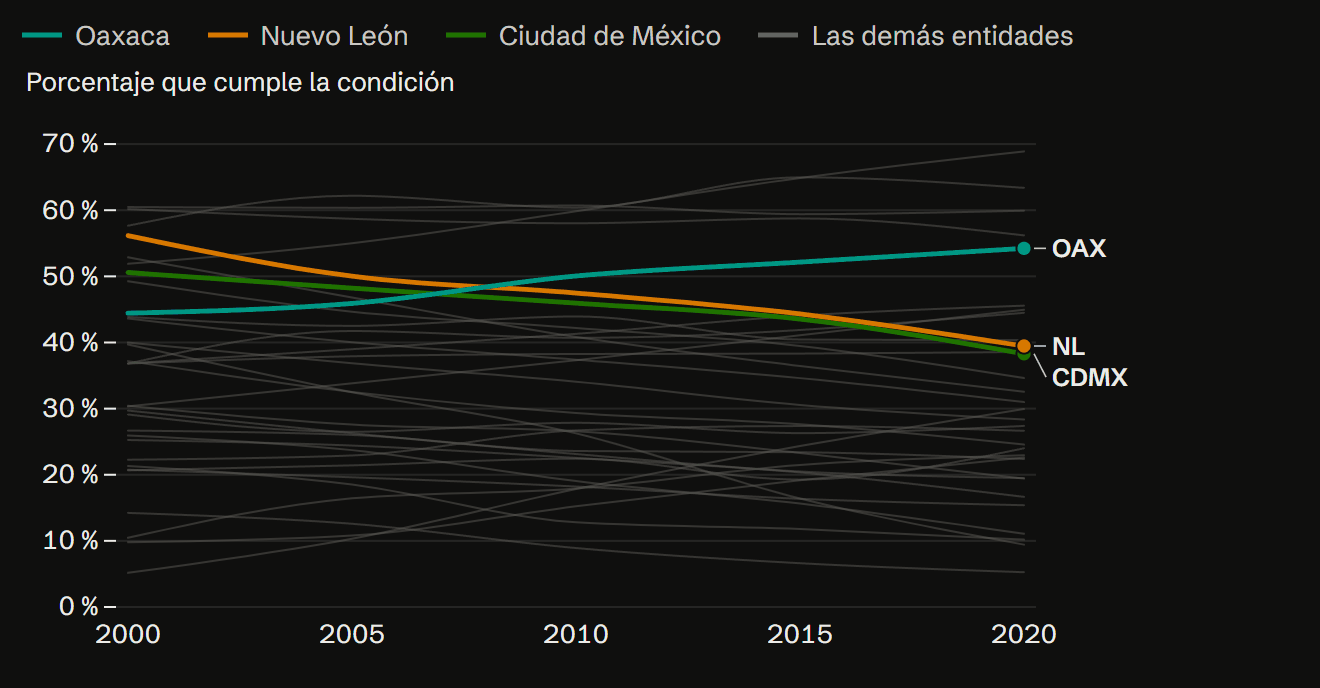 Oaxaca Nuevo León Ciudad de México Las demás entidades
Porcentaje que cumple la condición
70 %
60 %
50 %
40 %
30 %
20 %
10 %
0 %
OAX
NL
CDMX
2000 2005 2010 2015 2020